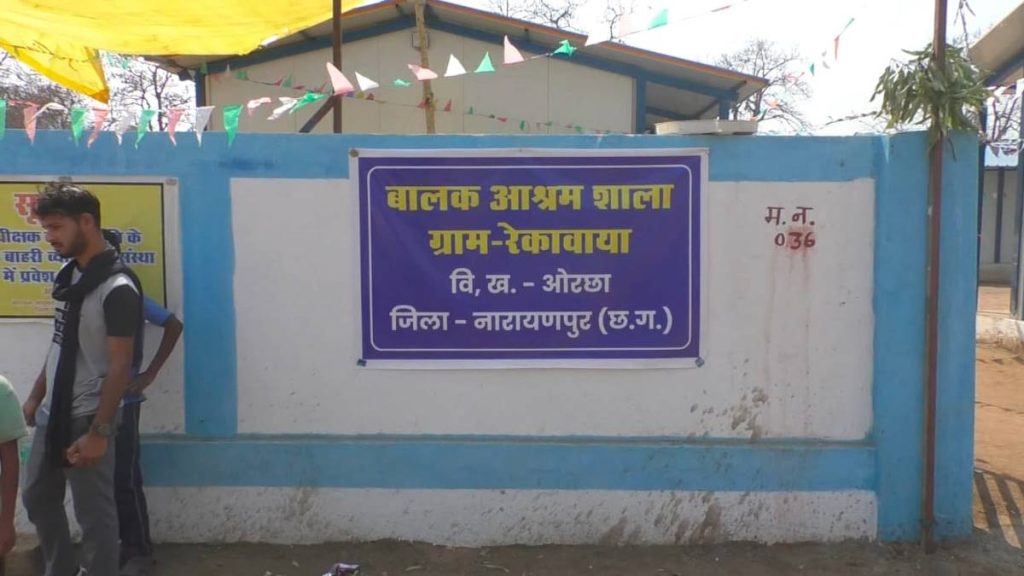 बालक आश्रम शाला
ग्राम-रेकावाया
वि, ख. - ओरछा
जिला - नारायणपुर (छ.ग.)
म.न.
036
सू
के
बाहरी
संस्था
में प्रवेश